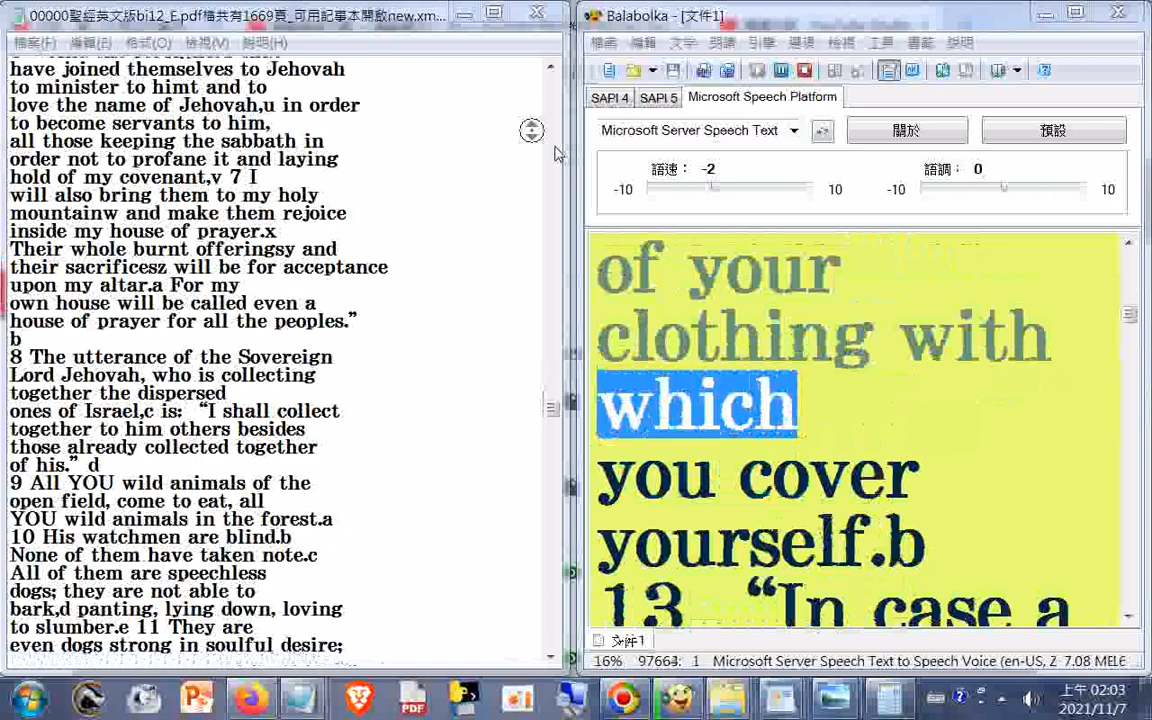 00000聖經英文版bi12_E.pdf檔共有1669頁_可用記事本開啟new.xm...
檔案(F) 編輯(E) 格式(O) 檢視(V) 說明(H)
have joined themselves to Jehovah
to minister to himt and to
love the name of Jehovah,u in order
to become servants to him,
all those keeping the sabbath in
order not to profane it and laying
hold of my covenant,v 7 I
will also bring them to my holy
mountainw and make them rejoice
inside my house of prayer.x
Their whole burnt offeringsy and
their sacrificesz will be for acceptance
upon my altar.a For my
own house will be called even a
house of prayer for all the peoples.”
b
8 The utterance of the Sovereign
Lord Jehovah, who is collecting
together the dispersed
ones of Israel,c is: “I shall collect
together to him others besides
those already collected together
of his.” d
9 All YOU wild animals of the
open field, come to eat, all
YOU wild animals in the forest.a
10 His watchmen are blind.b
None of them have taken note.c
All of them are speechless
dogs; they are not able to
bark,d panting, lying down, loving
to slumber.e 11 They are
even dogs strong in soulful desire;
Balabolka - [文件1]
檔案 編輯 文字 朗讀 引擎 選項 檢視 工具 書籤 說明
SAPI 4 SAPI 5 Microsoft Speech Platform
Microsoft Server Speech Text 關於 預設
語速： -2 語調： 0
-10 10 -10 10
of your
clothing with
which
you cover
yourself.b
13 “In case a
文件1
16% 97664: 1 Microsoft Server Speech Text to Speech Voice (en-US, Z 7.08 МБ
PDF
上午 02:03
2021/11/7